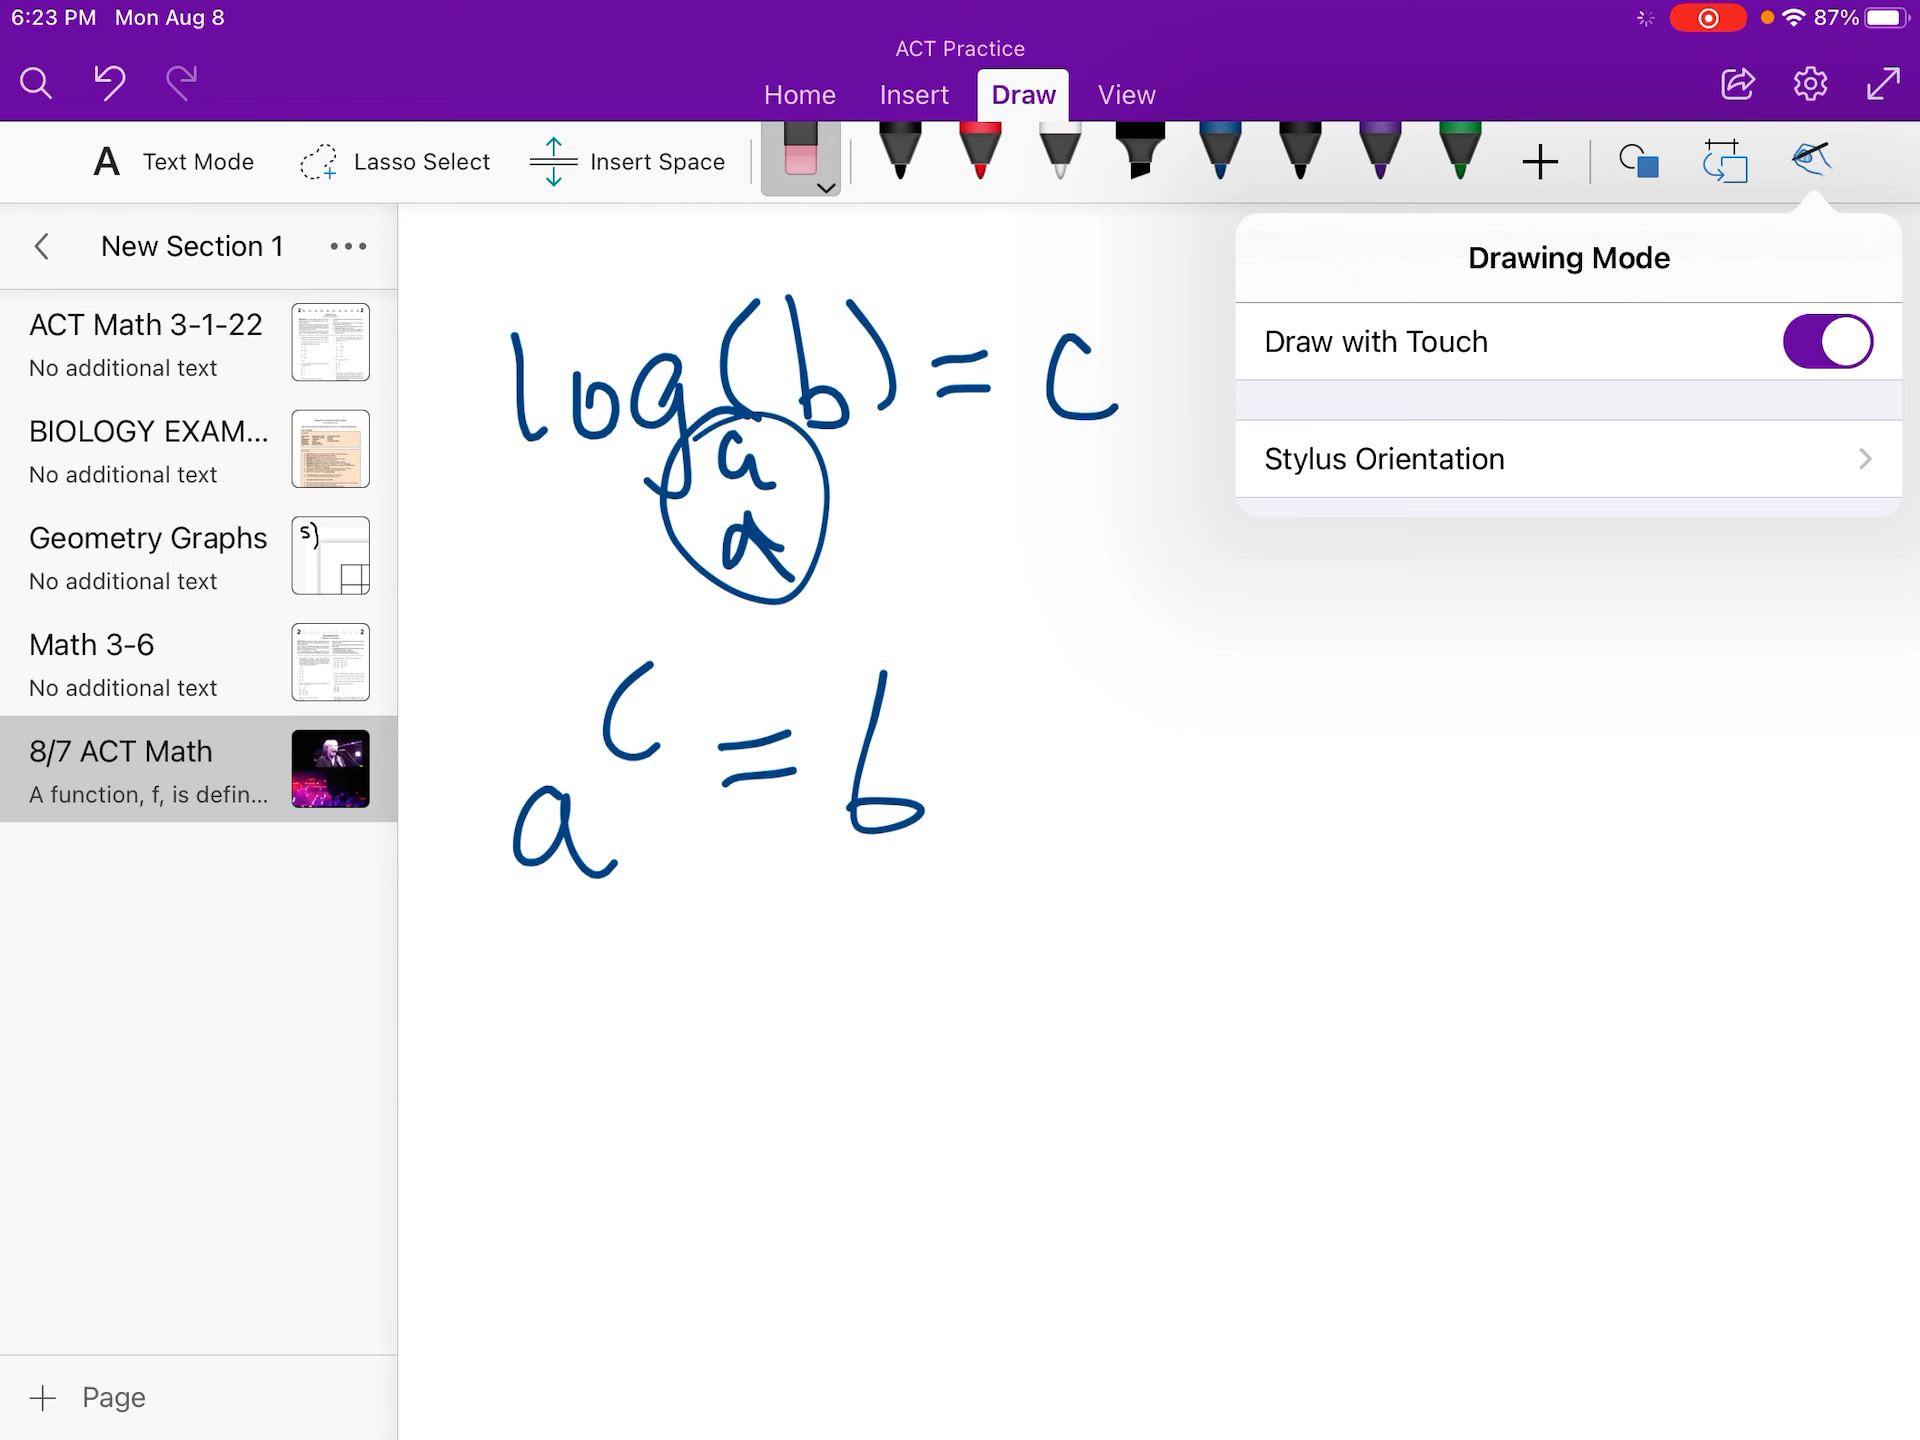 6:23 PM Mon Aug 8 87%
ACT Practice
Home Insert Draw View
A Text Mode Lasso Select Insert Space
New Section 1
ACT Math 3-1-22
No additional text
BIOLOGY EXAM...
No additional text
Geometry Graphs
No additional text
5)
Math 3-6
No additional text
8/7 ACT Math
A function, f, is defin...
Page
Drawing Mode
Draw with Touch
Stylus Orientation
log(b) = c
a
a
a^c = b